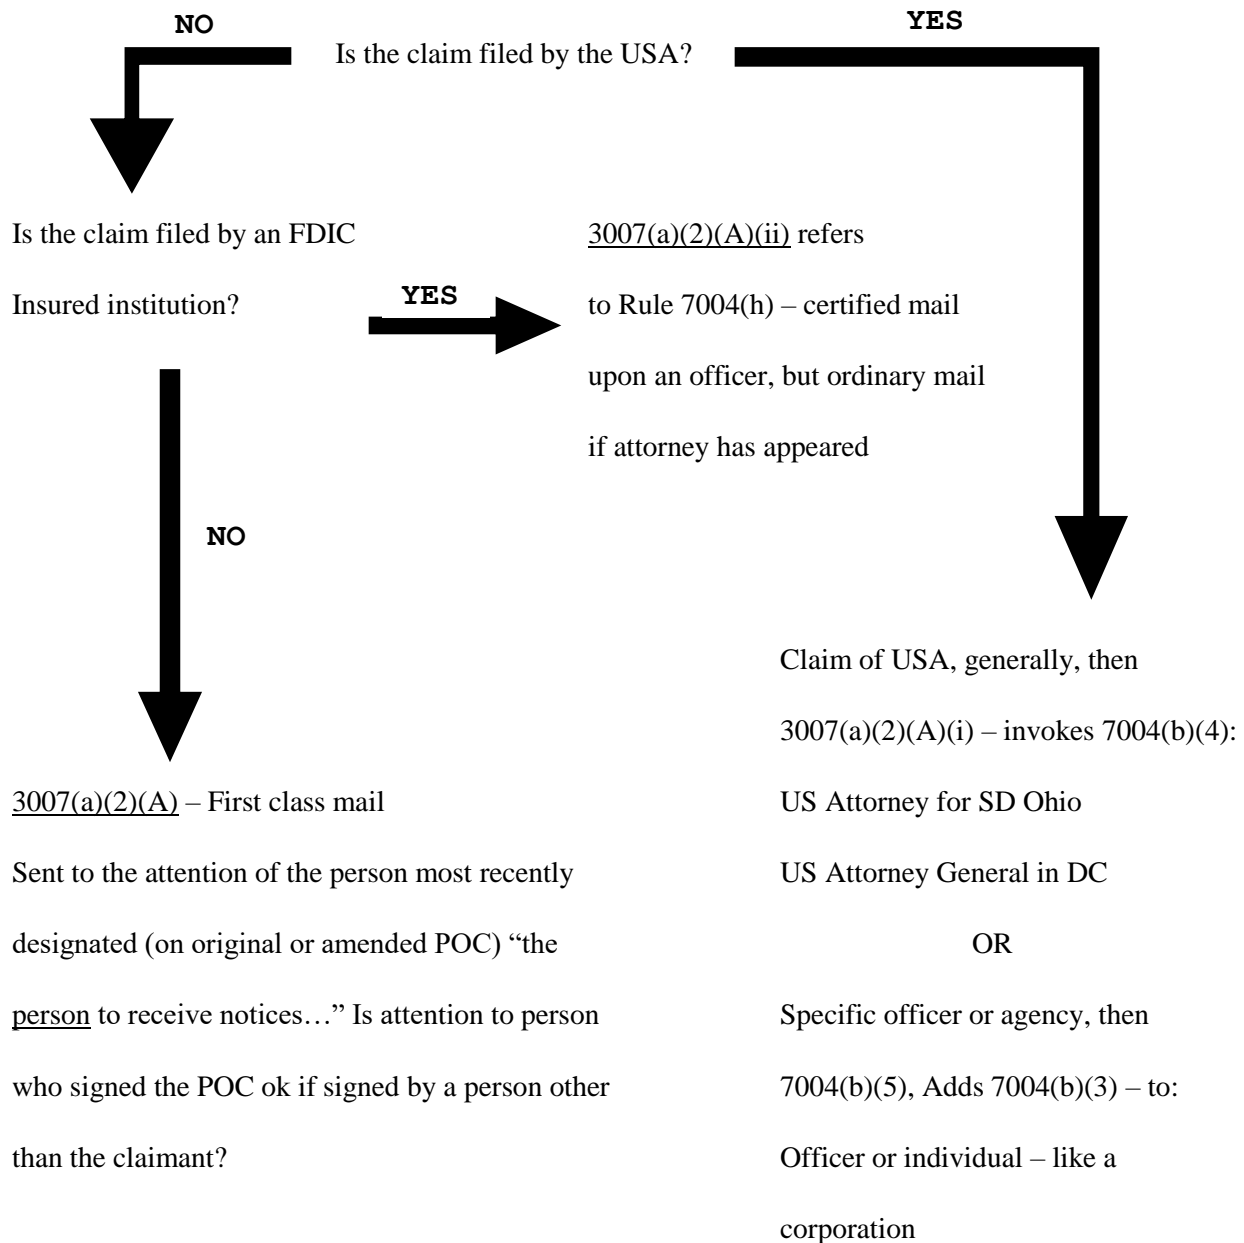 NO
YES
Is the claim filed by the USA?
Is the claim filed by an FDIC
Insured institution?
YES
3007(a)(2)(A)(ii) refers
to Rule 7004(h) – certified mail
upon an officer, but ordinary mail
if attorney has appeared
NO
3007(a)(2)(A) – First class mail
Sent to the attention of the person most recently
designated (on original or amended POC) “the
person to receive notices…” Is attention to person
who signed the POC ok if signed by a person other
than the claimant?
Claim of USA, generally, then
3007(a)(2)(A)(i) – invokes 7004(b)(4):
US Attorney for SD Ohio
US Attorney General in DC
OR
Specific officer or agency, then
7004(b)(5), Adds 7004(b)(3) – to:
Officer or individual – like a
corporation